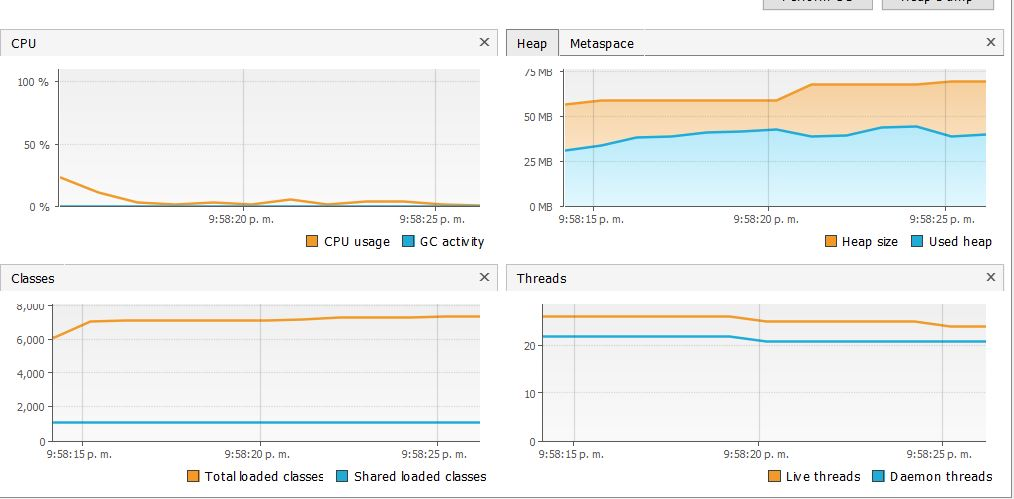 CPU
100 %
50 %
0 %
9:58:20 p. m.
9:58:25 p. m.
CPU usage
GC activity
Heap
Metaspace
75 MB
50 MB
25 MB
0 MB
9:58:15 p. m.
9:58:20 p. m.
9:58:25 p. m.
Heap size
Used heap
Classes
8,000
6,000
4,000
2,000
0
9:58:15 p. m.
9:58:20 p. m.
9:58:25 p. m.
Total loaded classes
Shared loaded classes
Threads
20
10
0
9:58:15 p. m.
9:58:20 p. m.
9:58:25 p. m.
Live threads
Daemon threads